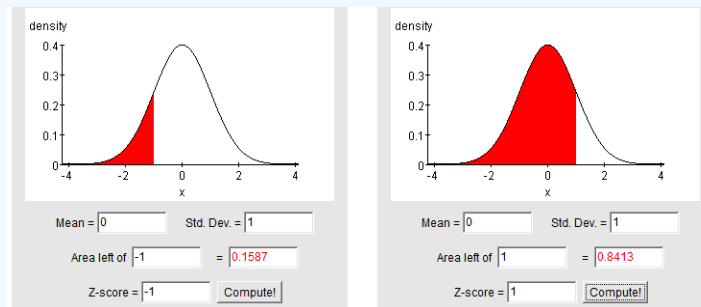 density
0.4
0.3
0.2
0.1
0
-4 -2 0 2 4
x
Mean = 0 Std. Dev. = 1
Area left of -1 = 0.1587
Z-score = -1 Compute!
density
0.4
0.3
0.2
0.1
0
-4 -2 0 2 4
x
Mean = 0 Std. Dev. = 1
Area left of 1 = 0.8413
Z-score = 1 Compute!